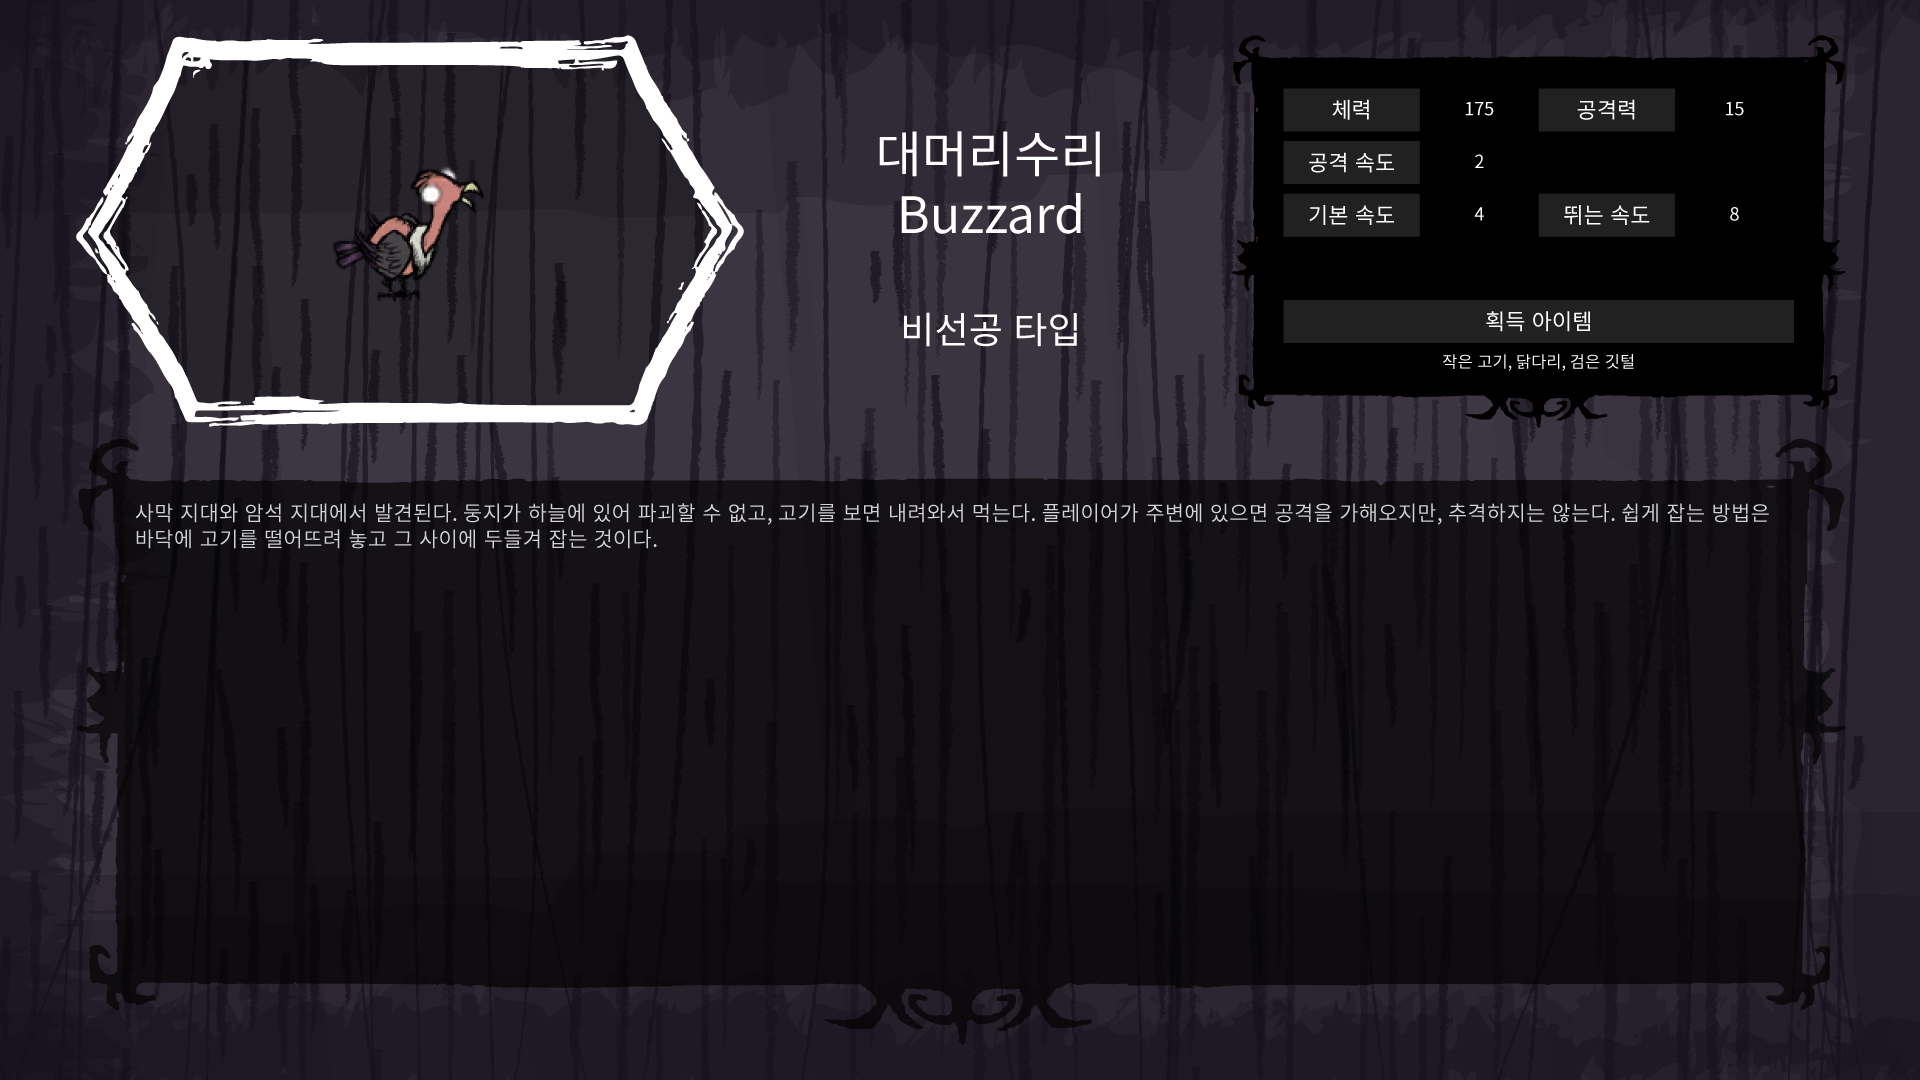 대머리수리
Buzzard
비선공 타입
체력 175 공격력 15
공격 속도 2
기본 속도 4 뛰는 속도 8
획득 아이템
작은 고기, 닭다리, 검은 깃털
사막 지대와 암석 지대에서 발견된다. 둥지가 하늘에 있어 파괴할 수 없고, 고기를 보면 내려와서 먹는다. 플레이어가 주변에 있으면 공격을 가해오지만, 추격하지는 않는다. 쉽게 잡는 방법은
바닥에 고기를 떨어뜨려 놓고 그 사이에 두들겨 잡는 것이다.